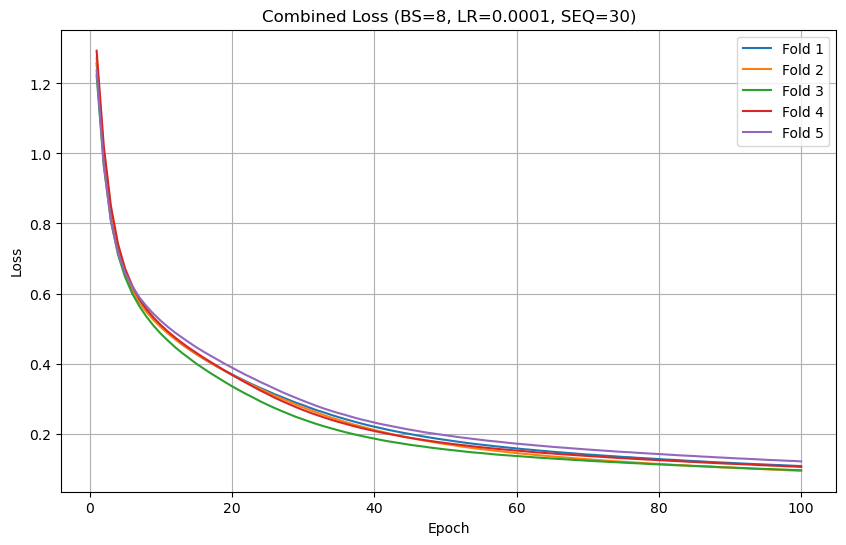 Combined Loss (BS=8, LR=0.0001, SEQ=30)
Fold 1
Fold 2
Fold 3
Fold 4
Fold 5
Loss
1.2
1.0
0.8
0.6
0.4
0.2
0 20 40 60 80 100
Epoch